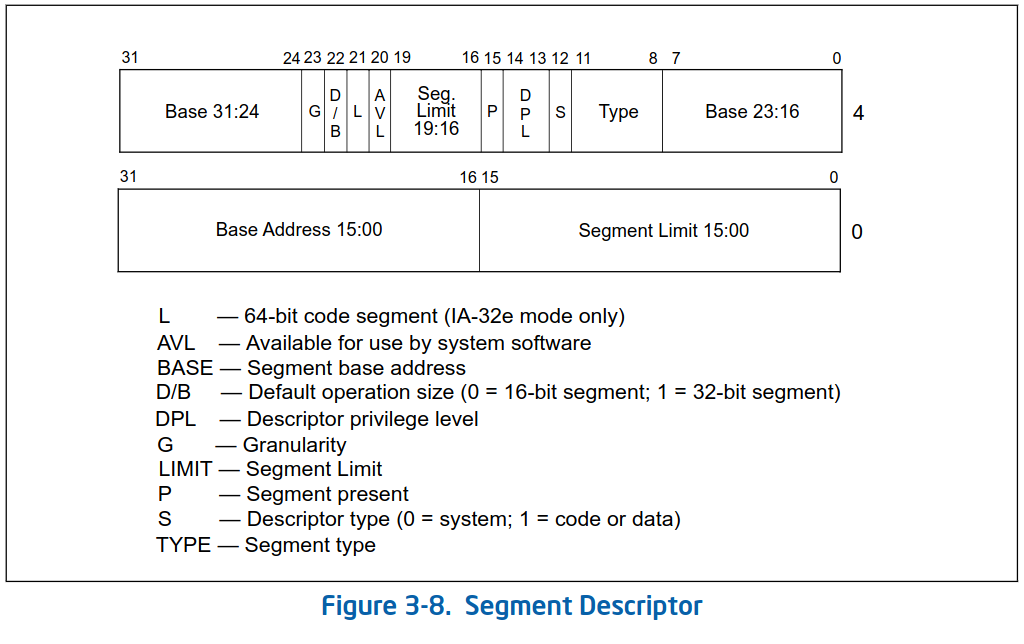 31 24 23 22 21 20 19 16 15 14 13 12 11 8 7 0
Base 31:24 G D/B L AVL Seg. Limit 19:16 P DPL S Type Base 23:16 4
31 16 15 0
Base Address 15:00 Segment Limit 15:00 0
L — 64-bit code segment (IA-32e mode only)
AVL — Available for use by system software
BASE — Segment base address
D/B — Default operation size (0 = 16-bit segment; 1 = 32-bit segment)
DPL — Descriptor privilege level
G — Granularity
LIMIT — Segment Limit
P — Segment present
S — Descriptor type (0 = system; 1 = code or data)
TYPE — Segment type
Figure 3-8. Segment Descriptor